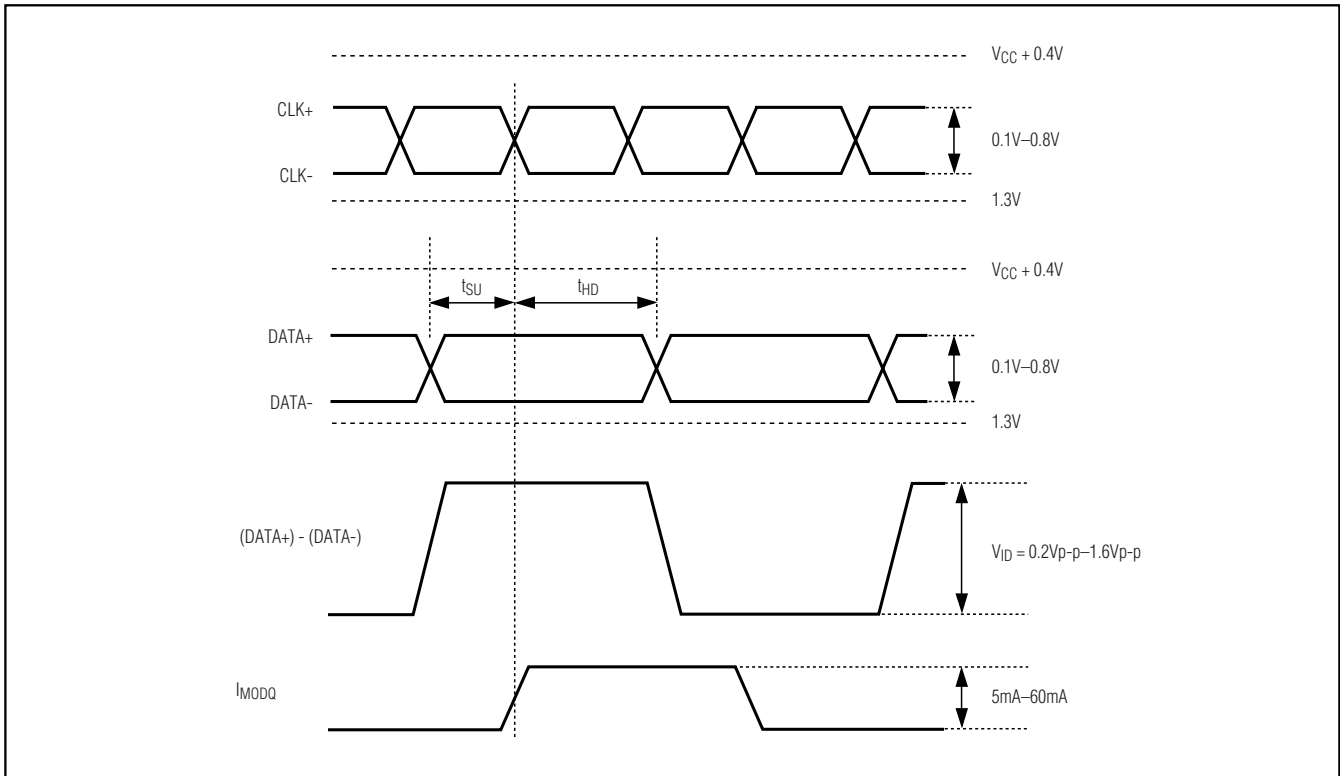 VCC + 0.4V
CLK+
0.1V–0.8V
CLK-
1.3V
VCC + 0.4V
tSU
tHD
DATA+
0.1V–0.8V
DATA-
1.3V
(DATA+) - (DATA-)
VID = 0.2Vp-p–1.6Vp-p
IMODQ
5mA–60mA